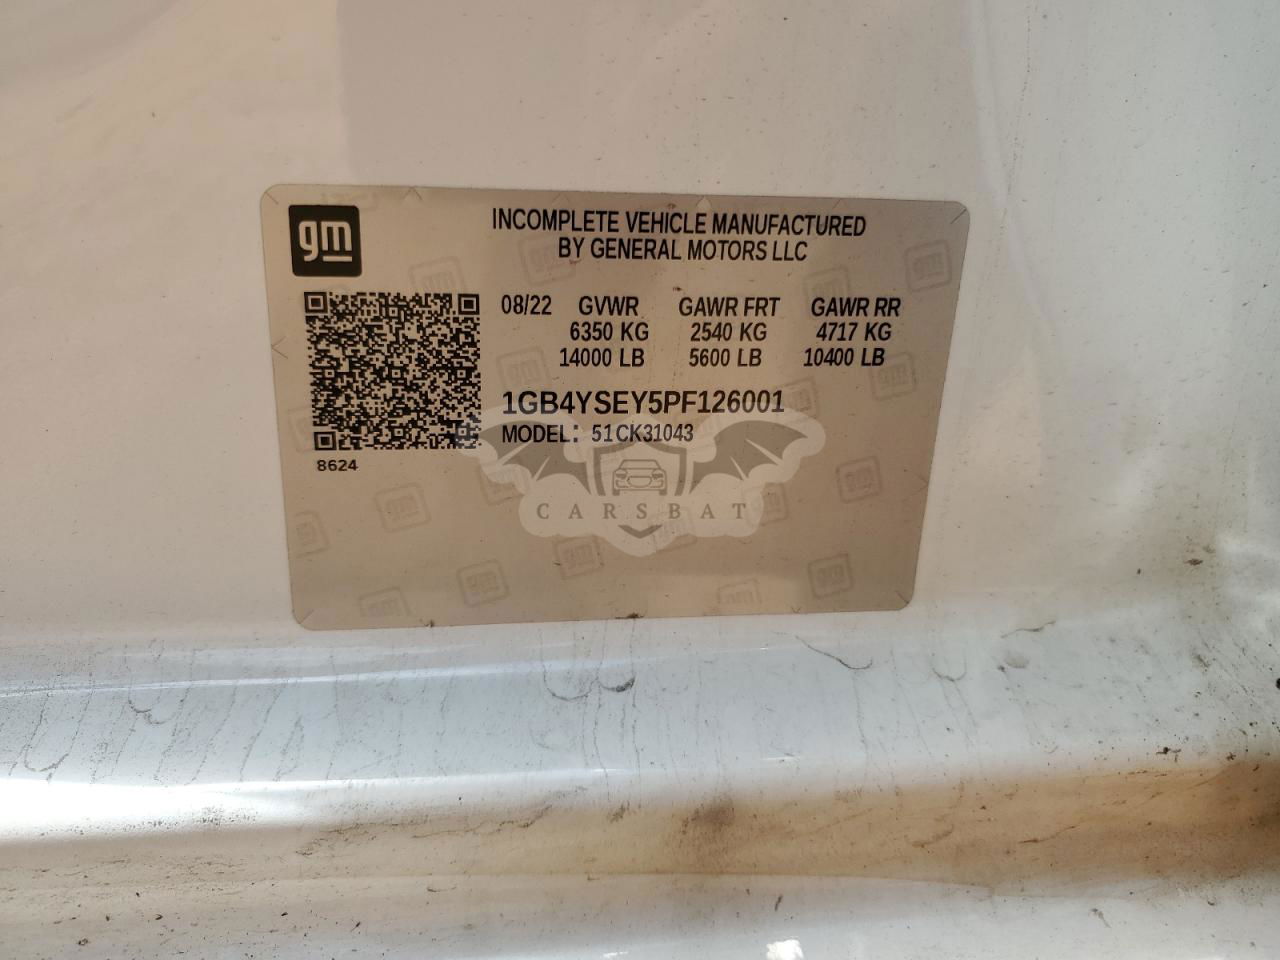 gm
INCOMPLETE VEHICLE MANUFACTURED
BY GENERAL MOTORS LLC
08/22 GVWR GAWR FRT GAWR RR
6350 KG 2540 KG 4717 KG
14000 LB 5600 LB 10400 LB
1GB4YSEY5PF126001
MODEL: 51CK31043
8624
CARSBAT